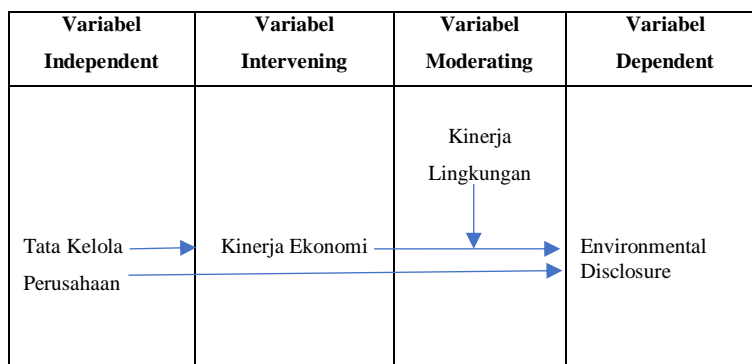 Variabel
Independent
Variabel
Intervening
Variabel
Moderating
Variabel
Dependent
Kinerja
Lingkungan
Tata Kelola
Perusahaan
Kinerja Ekonomi
Environmental
Disclosure